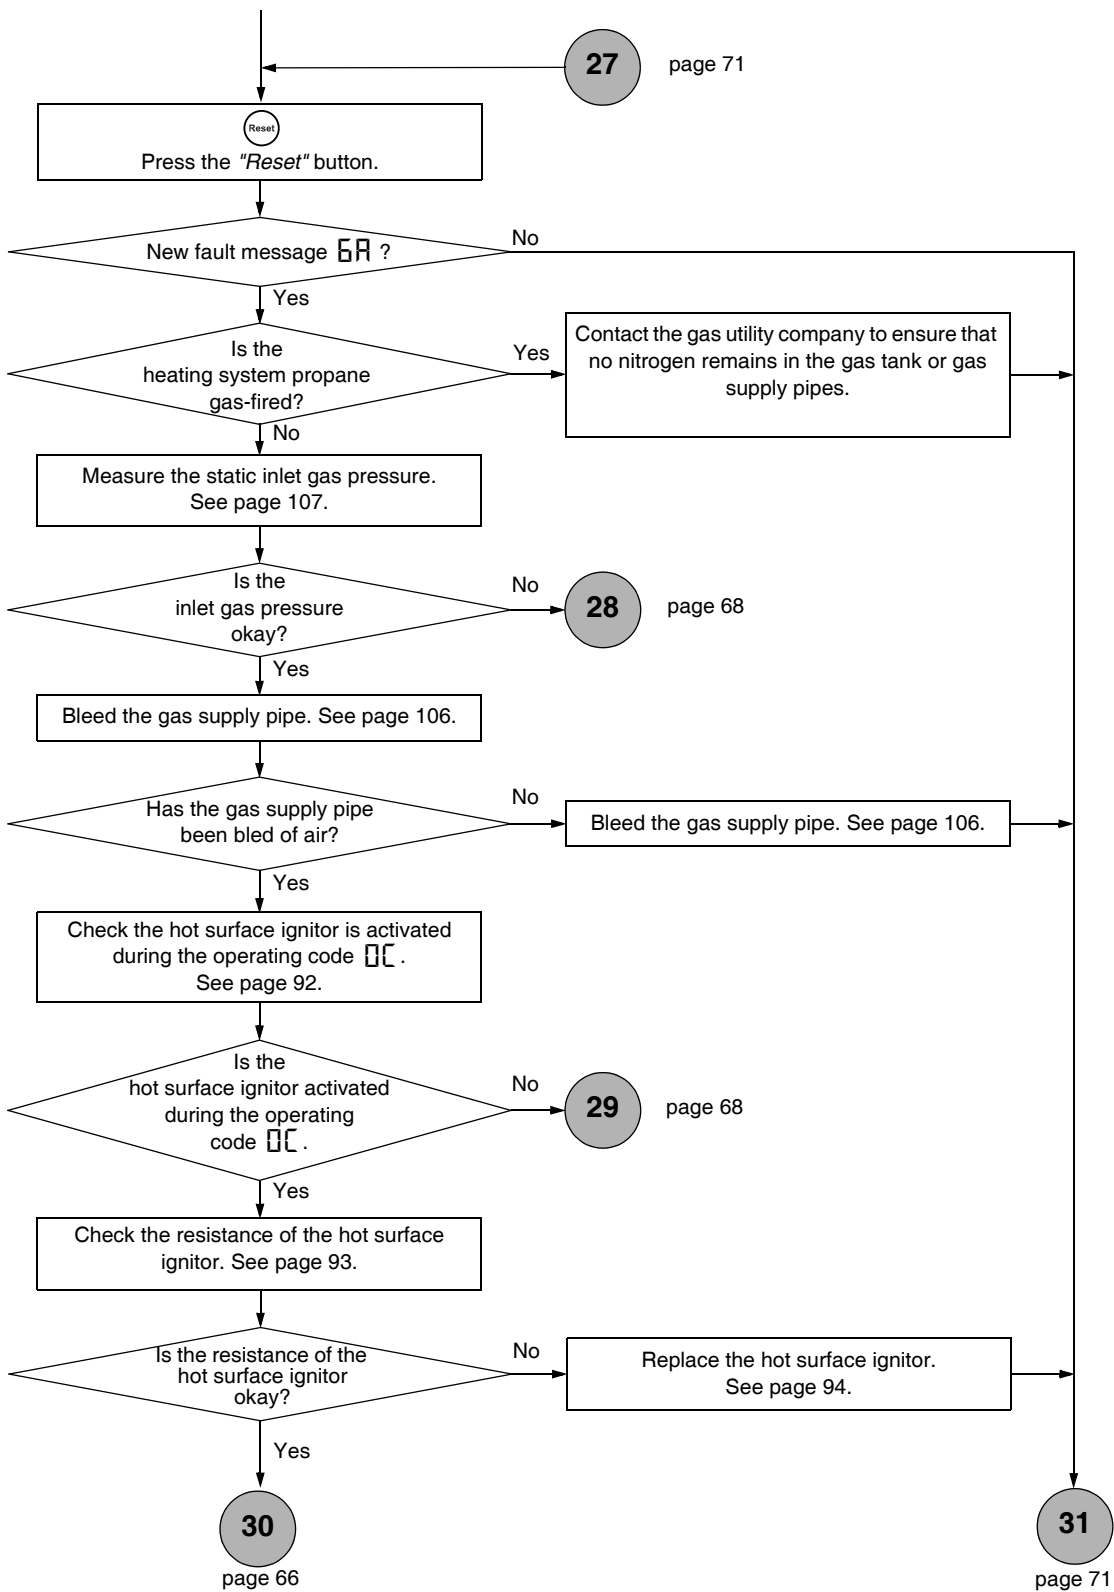 27
page 71
Reset
Press the "Reset" button.
New fault message 6A ?
No
Yes
Is the
heating system propane
gas-fired?
Yes
Contact the gas utility company to ensure that
no nitrogen remains in the gas tank or gas
supply pipes.
No
Measure the static inlet gas pressure.
See page 107.
Is the
inlet gas pressure
okay?
No
28
page 68
Yes
Bleed the gas supply pipe. See page 106.
Has the gas supply pipe
been bled of air?
No
Bleed the gas supply pipe. See page 106.
Yes
Check the hot surface ignitor is activated
during the operating code 0C .
See page 92.
Is the
hot surface ignitor activated
during the operating
code 0C .
No
29
page 68
Yes
Check the resistance of the hot surface
ignitor. See page 93.
Is the resistance of the
hot surface ignitor
okay?
No
Replace the hot surface ignitor.
See page 94.
Yes
30
page 66
31
page 71